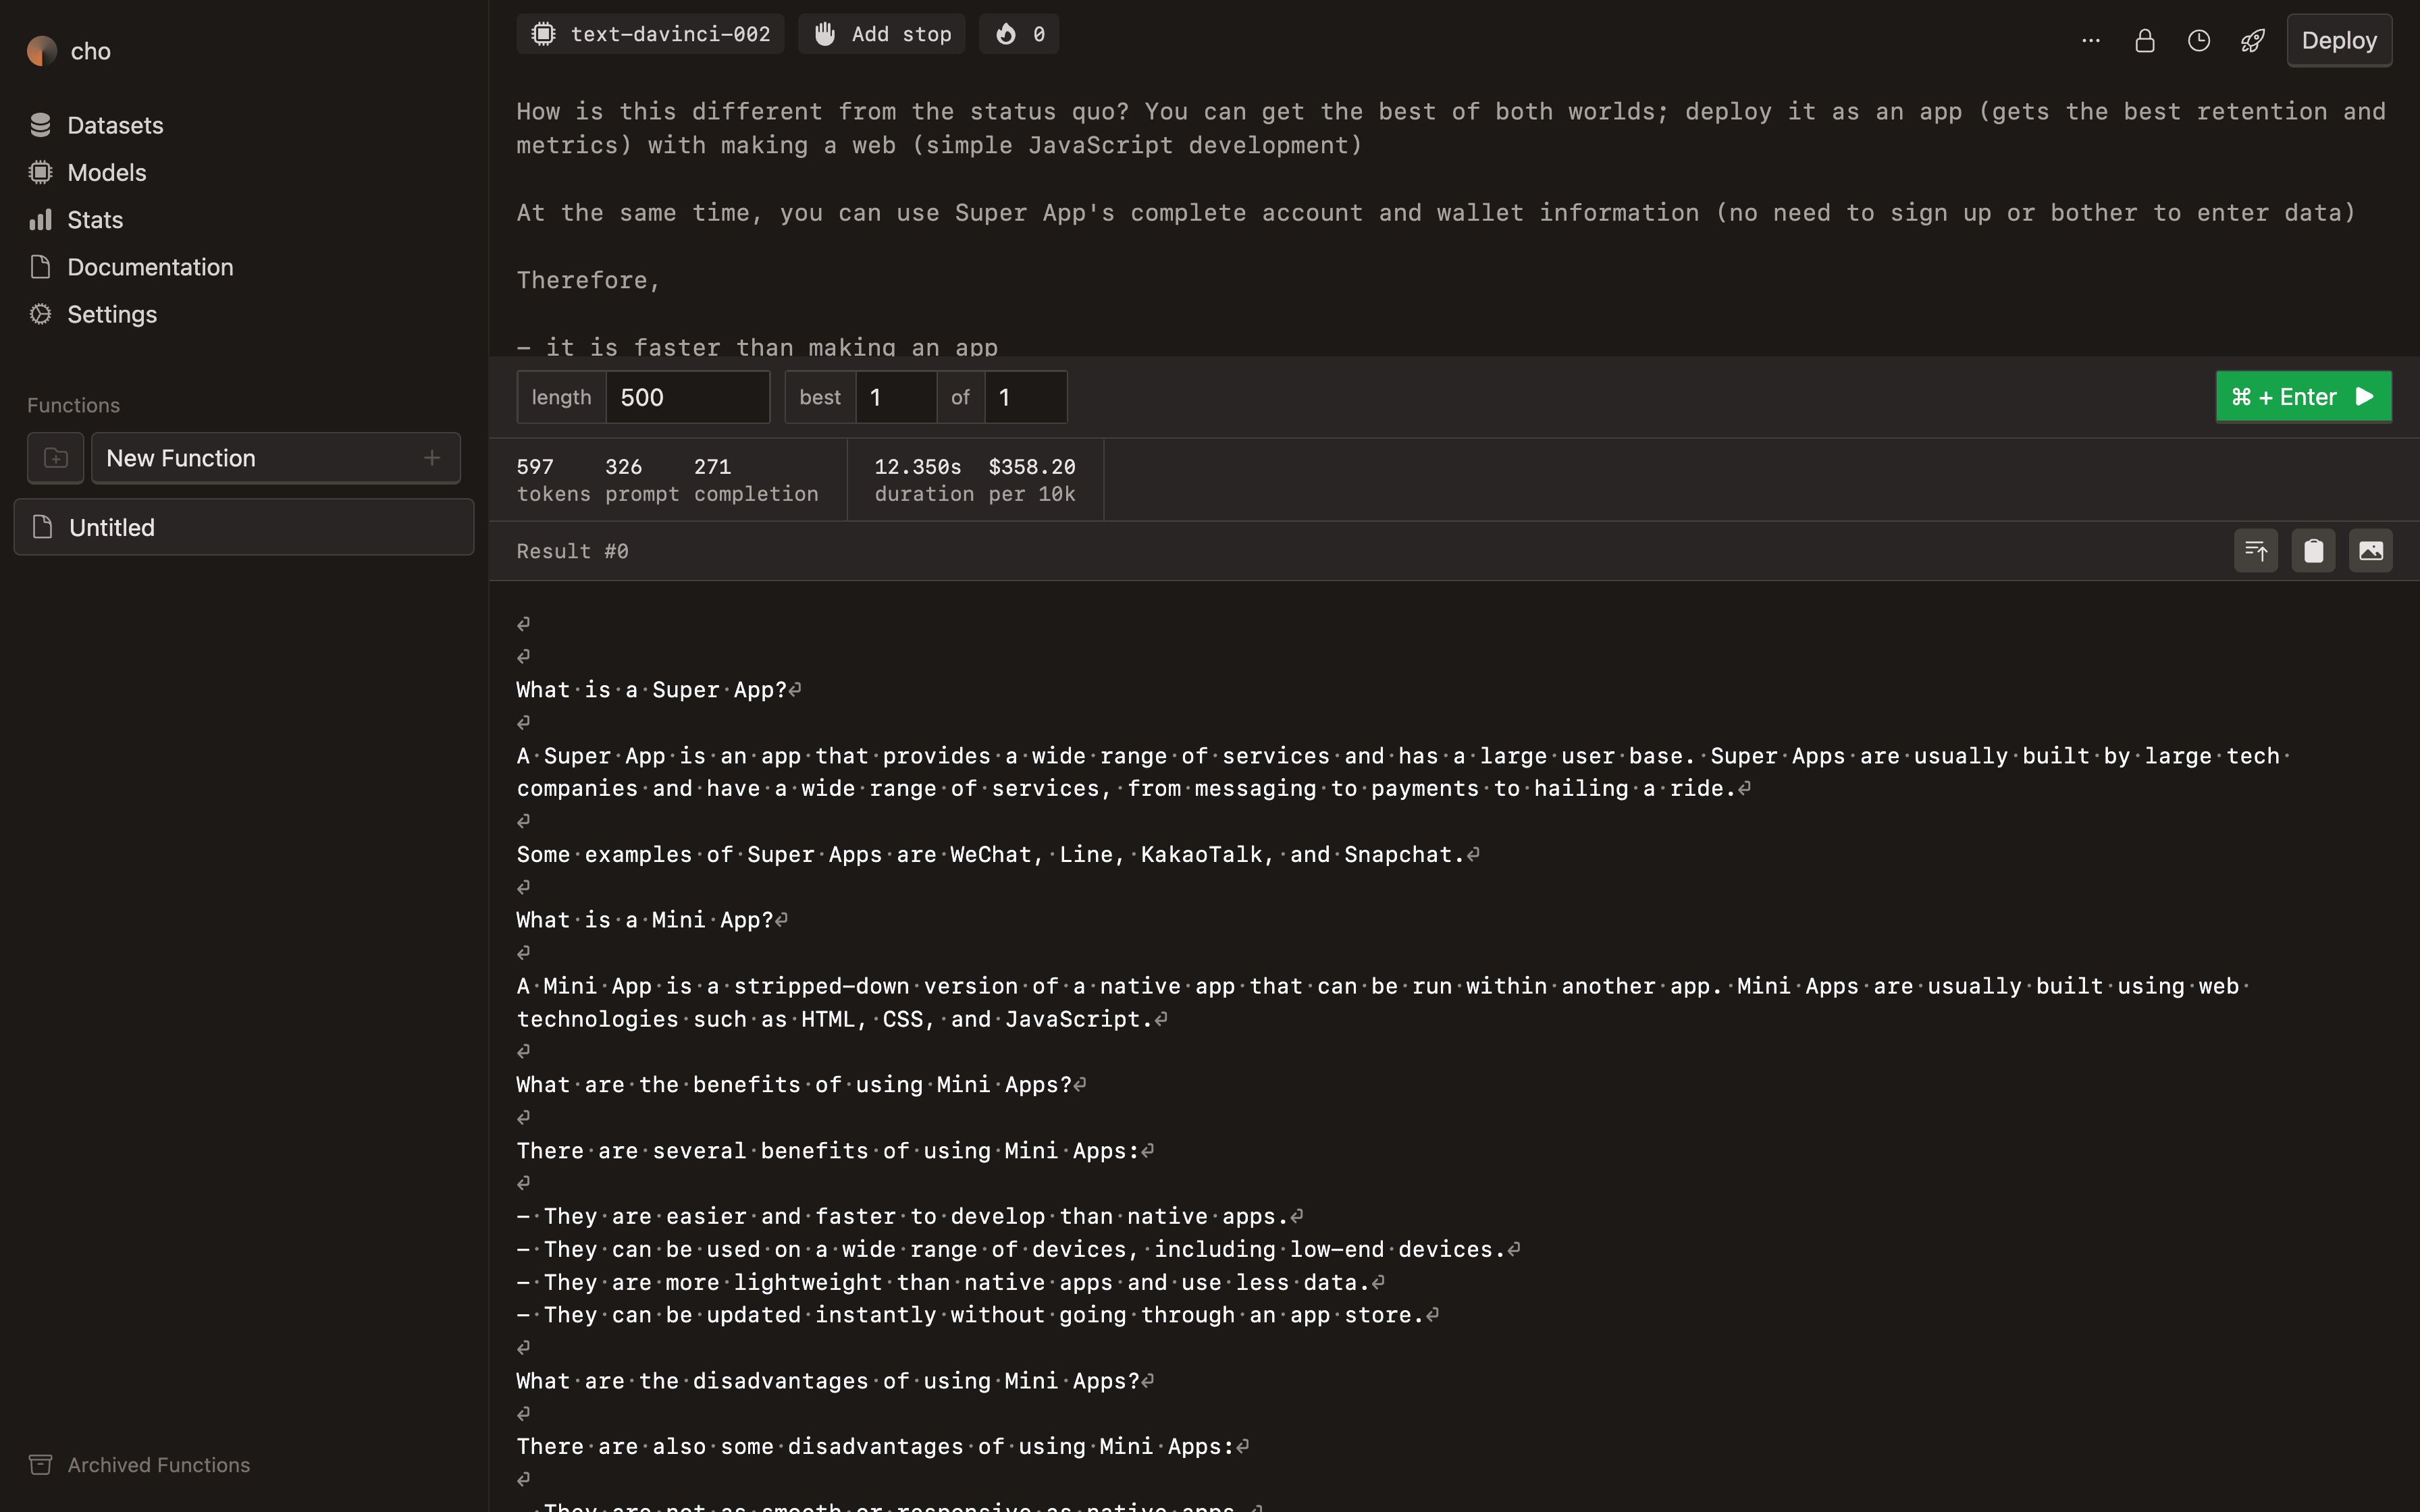 cho
Datasets
Models
Stats
Documentation
Settings
Functions
New Function +
Untitled
Archived Functions
text-davinci-002 Add stop 0
... Deploy
How is this different from the status quo? You can get the best of both worlds; deploy it as an app (gets the best retention and
metrics) with making a web (simple JavaScript development)
At the same time, you can use Super App's complete account and wallet information (no need to sign up or bother to enter data)
Therefore,
– it is faster than making an app
length 500 best 1 of 1
⌘ + Enter ▶
597 326 271 12.350s $358.20
tokens prompt completion duration per 10k
Result #0
⏎
⏎
What·is·a·Super·App?⏎
⏎
A·Super·App·is·an·app·that·provides·a·wide·range·of·services·and·has·a·large·user·base.·Super·Apps·are·usually·built·by·large·tech·
companies·and·have·a·wide·range·of·services,·from·messaging·to·payments·to·hailing·a·ride.⏎
⏎
Some·examples·of·Super·Apps·are·WeChat,·Line,·KakaoTalk,·and·Snapchat.⏎
⏎
What·is·a·Mini·App?⏎
⏎
A·Mini·App·is·a·stripped–down·version·of·a·native·app·that·can·be·run·within·another·app.·Mini·Apps·are·usually·built·using·web·
technologies·such·as·HTML,·CSS,·and·JavaScript.⏎
⏎
What·are·the·benefits·of·using·Mini·Apps?⏎
⏎
There·are·several·benefits·of·using·Mini·Apps:⏎
⏎
–·They·are·easier·and·faster·to·develop·than·native·apps.⏎
–·They·can·be·used·on·a·wide·range·of·devices,·including·low–end·devices.⏎
–·They·are·more·lightweight·than·native·apps·and·use·less·data.⏎
–·They·can·be·updated·instantly·without·going·through·an·app·store.⏎
⏎
What·are·the·disadvantages·of·using·Mini·Apps?⏎
⏎
There·are·also·some·disadvantages·of·using·Mini·Apps:⏎
⏎
–·They·are·not·as·smooth·or·responsive·as·native·apps.⏎